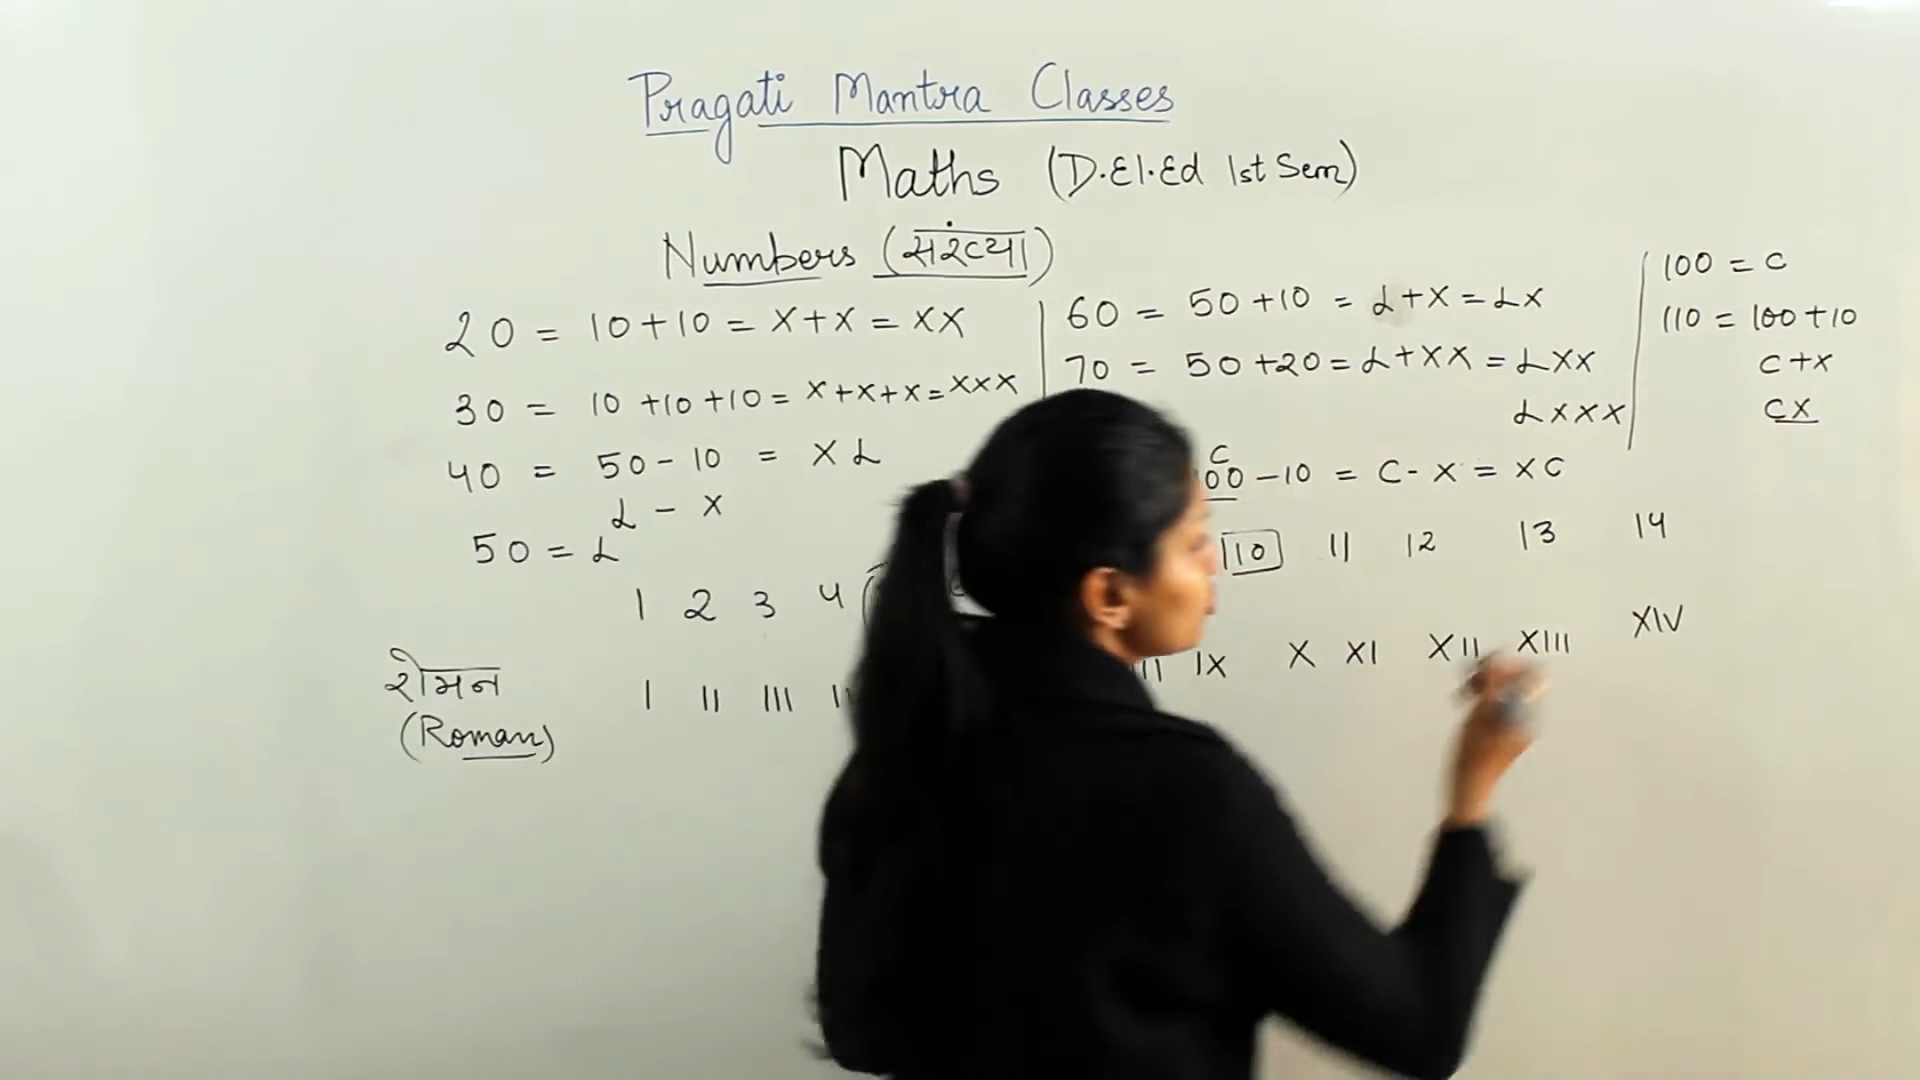 Pragati Mantra Classes
Maths (D.El.Ed 1st Sem)
Numbers (संख्या)
20 = 10+10 = X+X = XX
30 = 10+10+10 = X+X+X = XXX
40 = 50-10 = XL
L - X
50 = L
60 = 50+10 = L+X = LX
70 = 50+20 = L+XX = LXX
LXXX
C
00-10 = C-X = XC
100 = C
110 = 100+10
C+X
CX
1 2 3 4 10 11 12 13 14
रोमन I II III IX X XI XII XIII XIV
(Roman)